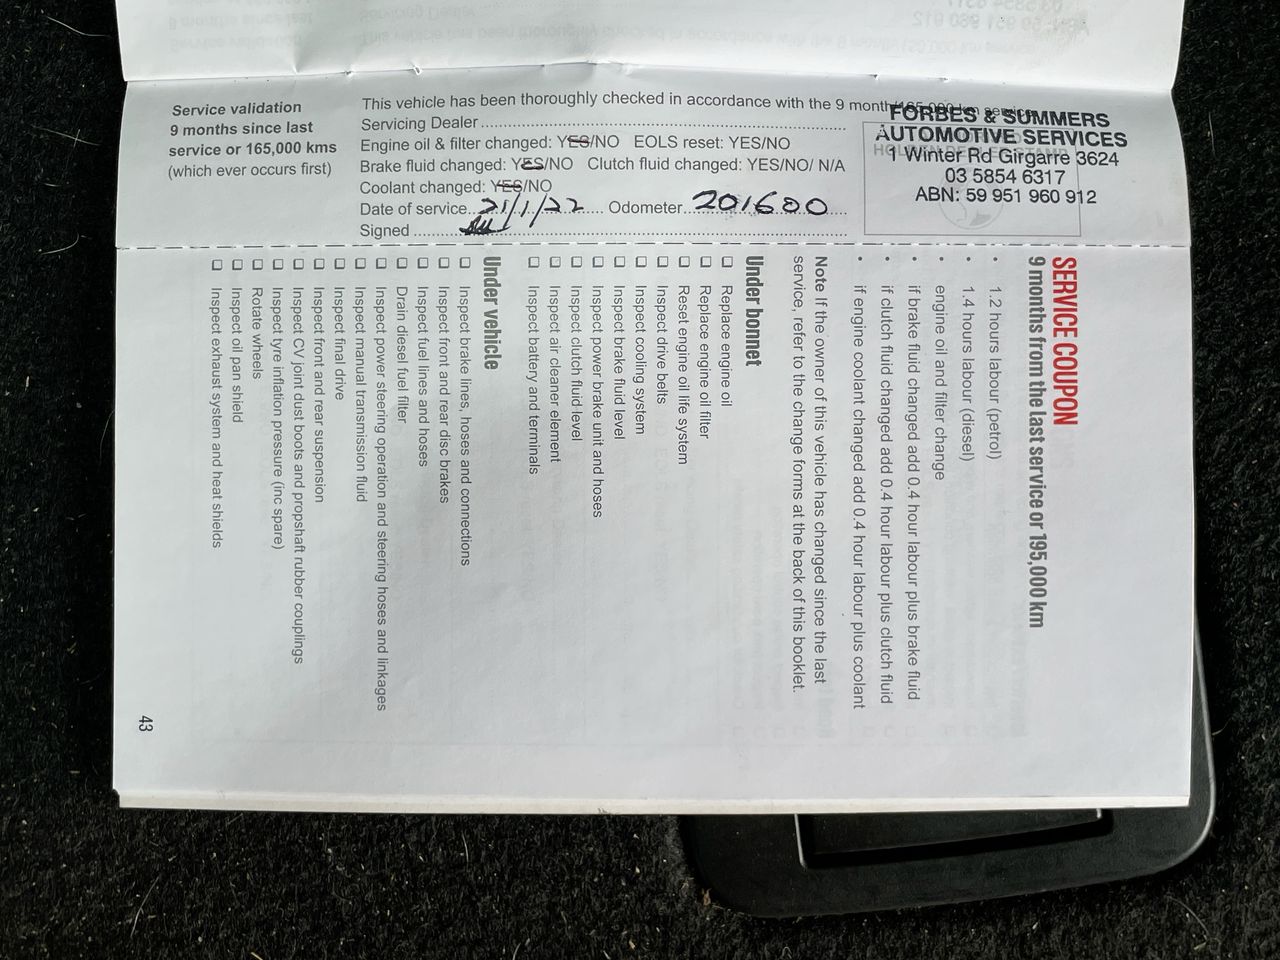 Service validation
9 months since last
service or 165,000 kms
(which ever occurs first)
This vehicle has been thoroughly checked in accordance with the 9 month/165,000 km service
Servicing Dealer
Engine oil & filter changed: YES/NO EOLS reset: YES/NO
Brake fluid changed: YES/NO Clutch fluid changed: YES/NO/ N/A
Coolant changed: YES/NO
Date of service 21/1/22 Odometer 201600
Signed
FORBES & SUMMERS
AUTOMOTIVE SERVICES
1 Winter Rd Girgarre 3624
03 5854 6317
ABN: 59 951 960 912
SERVICE COUPON
9 months from the last service or 195,000 km
• 1.2 hours labour (petrol)
• 1.4 hours labour (diesel)
• engine oil and filter change
• if brake fluid changed add 0.4 hour labour plus brake fluid
• if clutch fluid changed add 0.4 hour labour plus clutch fluid
• if engine coolant changed add 0.4 hour labour plus coolant
Note If the owner of this vehicle has changed since the last
service, refer to the change forms at the back of this booklet.
Under bonnet
☐ Replace engine oil
☐ Replace engine oil filter
☐ Reset engine oil life system
☐ Inspect drive belts
☐ Inspect cooling system
☐ Inspect brake fluid level
☐ Inspect power brake unit and hoses
☐ Inspect clutch fluid level
☐ Inspect air cleaner element
☐ Inspect battery and terminals
Under vehicle
☐ Inspect brake lines, hoses and connections
☐ Inspect front and rear disc brakes
☐ Inspect fuel lines and hoses
☐ Drain diesel fuel filter
☐ Inspect power steering operation and steering hoses and linkages
☐ Inspect manual transmission fluid
☐ Inspect final drive
☐ Inspect front and rear suspension
☐ Inspect CV joint dust boots and propshaft rubber couplings
☐ Inspect tyre inflation pressure (inc spare)
☐ Rotate wheels
☐ Inspect oil pan shield
☐ Inspect exhaust system and heat shields
43